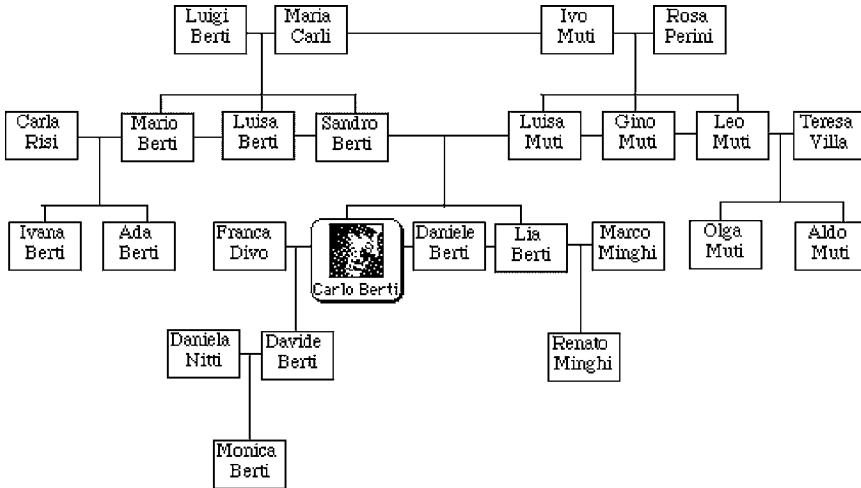 Luigi
Berti
Maria
Carli
Ivo
Muti
Rosa
Perini
Carla
Risi
Mario
Berti
Luisa
Berti
Sandro
Berti
Luisa
Muti
Gino
Muti
Leo
Muti
Teresa
Villa
Ivana
Berti
Ada
Berti
Franca
Divo
Carlo Berti
Daniele
Berti
Lia
Berti
Marco
Minghi
Olga
Muti
Aldo
Muti
Daniela
Nitti
Davide
Berti
Renato
Minghi
Monica
Berti